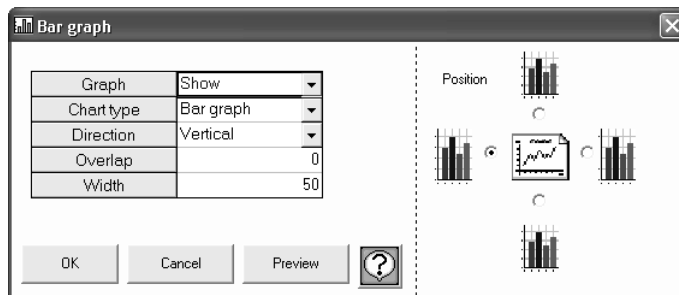 Bar graph
Graph Show
Chart type Bar graph
Direction Vertical
Overlap 0
Width 50
OK Cancel Preview
Position